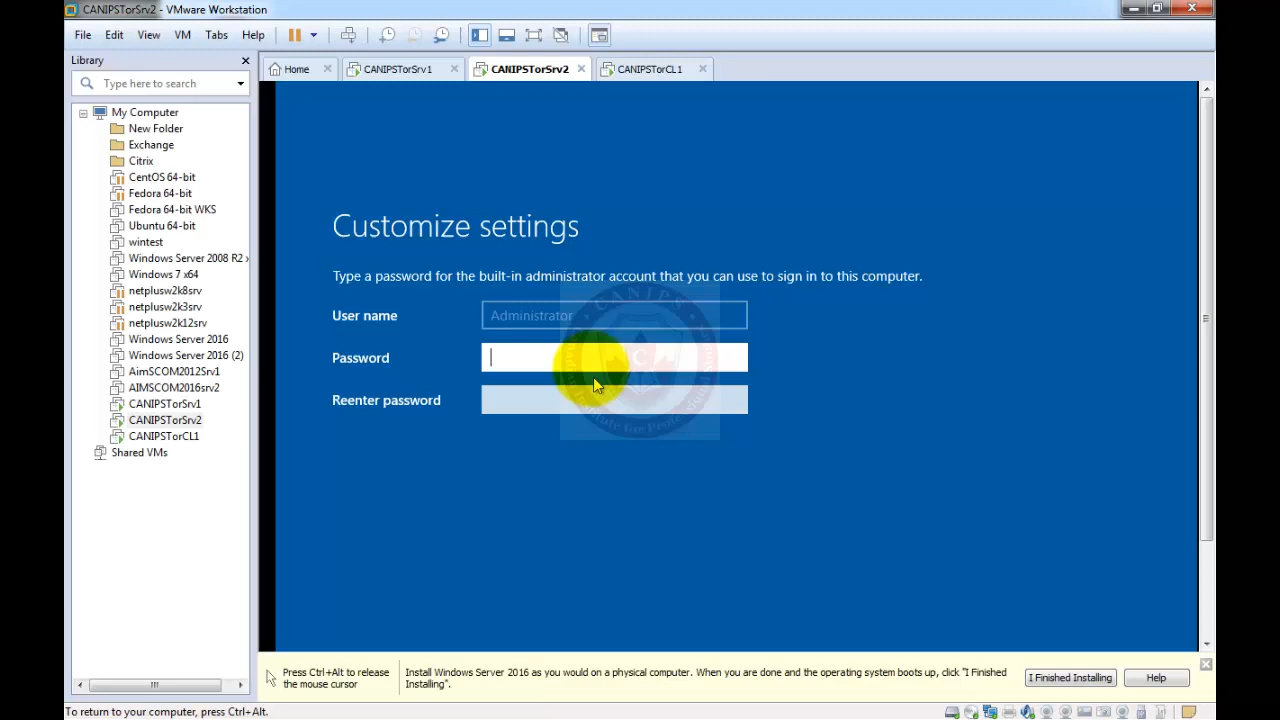 CANIPSTorSrv2 - VMware Workstation
File Edit View VM Tabs Help
Library
Type here to search
Home
CANIPSTorSrv1
CANIPSTorSrv2
CANIPSTorCL1
My Computer
New Folder
Exchange
Citrix
CentOS 64-bit
Fedora 64-bit
Fedora 64-bit WKS
Ubuntu 64-bit
wintest
Windows Server 2008 R2 x
Windows 7 x64
netplusw2k8srv
netplusw2k3srv
netplusw2k12srv
Windows Server 2016
Windows Server 2016 (2)
AimSCOM2012Srv1
AIMSCOM2016srv2
CANIPSTorSrv1
CANIPSTorSrv2
CANIPSTorCL1
Shared VMs
Customize settings
Type a password for the built-in administrator account that you can use to sign in to this computer.
User name
Administrator
Password
Reenter password
CANIPS
Press Ctrl+Alt to release
the mouse cursor
Install Windows Server 2016 as you would on a physical computer. When you are done and the operating system boots up, click "I Finished
Installing".
I Finished Installing
Help
To return to your computer, press Ctrl+Alt.